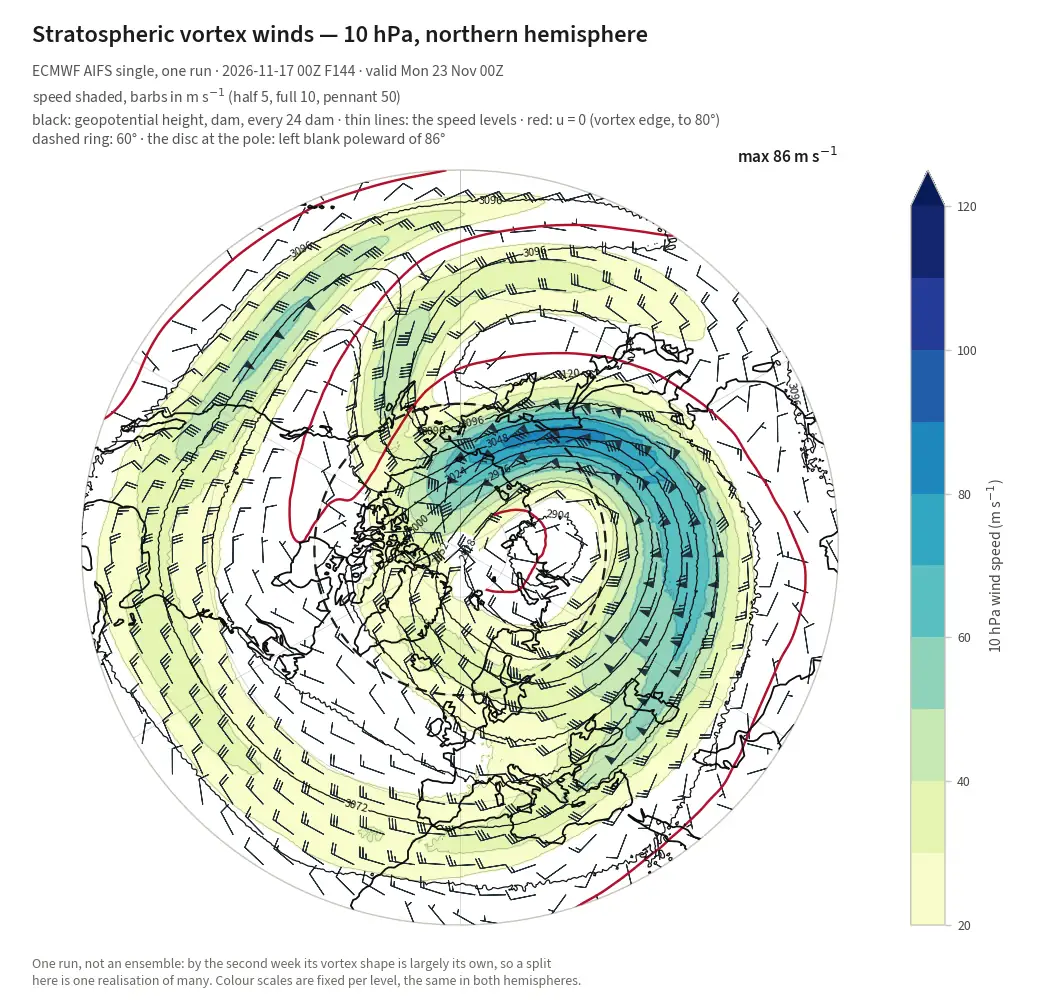 Stratospheric vortex winds — 10 hPa, northern hemisphere
ECMWF AIFS single, one run · 2026-11-17 00Z F144 · valid Mon 23 Nov 00Z
speed shaded, barbs in m s⁻¹ (half 5, full 10, pennant 50)
black: geopotential height, dam, every 24 dam · thin lines: the speed levels · red: u = 0 (vortex edge, to 80°)
dashed ring: 60° · the disc at the pole: left blank poleward of 86°
max 86 m s⁻¹
3096
3096
3096
3096
3120
3096
3048
3024
2976
3000
2904
3072
120
100
80
60
40
20
10 hPa wind speed (m s⁻¹)
One run, not an ensemble: by the second week its vortex shape is largely its own, so a split
here is one realisation of many. Colour scales are fixed per level, the same in both hemispheres.